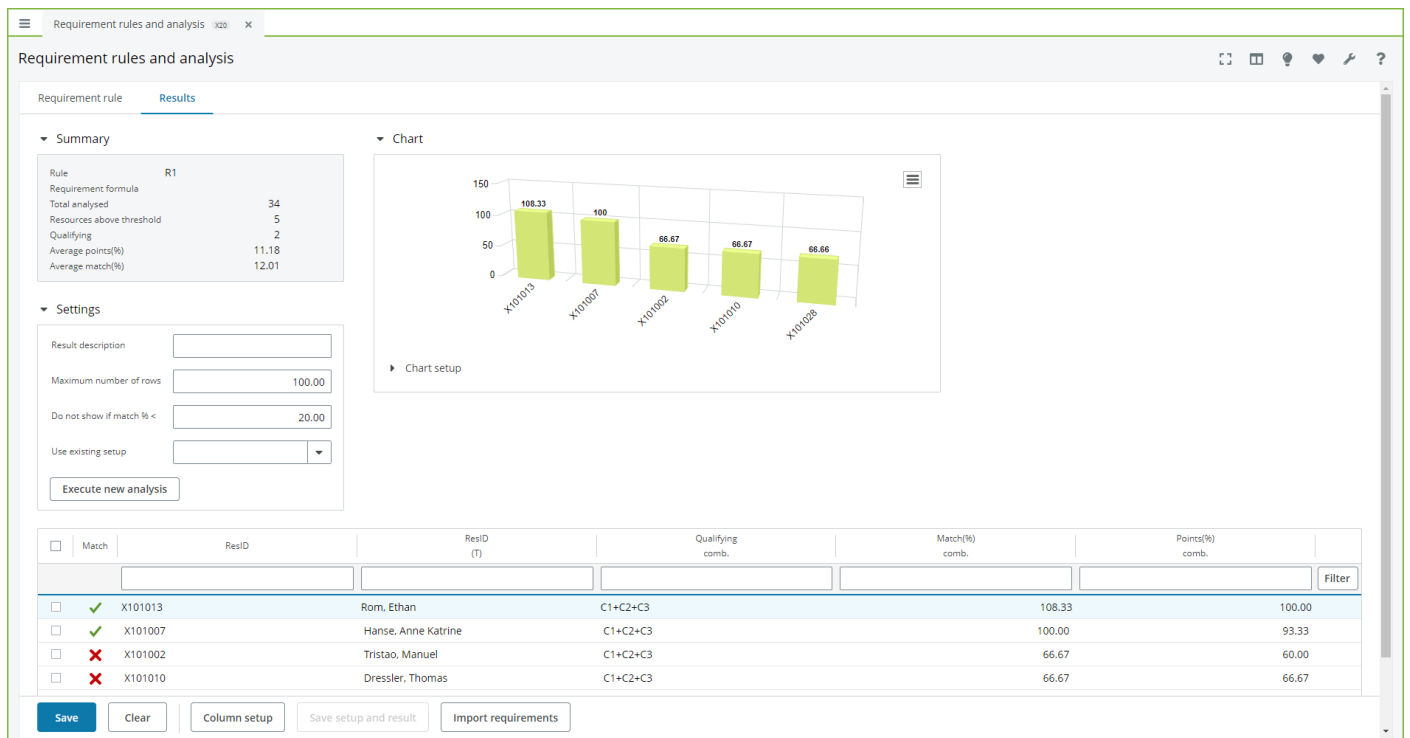 Requirement rules and analysis X20
Requirement rules and analysis
?
Requirement rule Results
Summary
Rule R1
Requirement formula
Total analysed 34
Resources above threshold 5
Qualifying 2
Average points(%) 11.18
Average match(%) 12.01
Settings
Result description
Maximum number of rows 100.00
Do not show if match % < 20.00
Use existing setup
Execute new analysis
Chart
150
100
50
0
108.33
100
66.67
66.67
66.66
X101013
X101007
X101002
X101010
X101028
Chart setup
Match ResID ResID (T) Qualifying comb. Match(%) comb. Points(%) comb.
Filter
X101013 Rom, Ethan C1+C2+C3 108.33 100.00
X101007 Hanse, Anne Katrine C1+C2+C3 100.00 93.33
X101002 Tristao, Manuel C1+C2+C3 66.67 60.00
X101010 Dressler, Thomas C1+C2+C3 66.67 66.67
Save Clear Column setup Save setup and result Import requirements